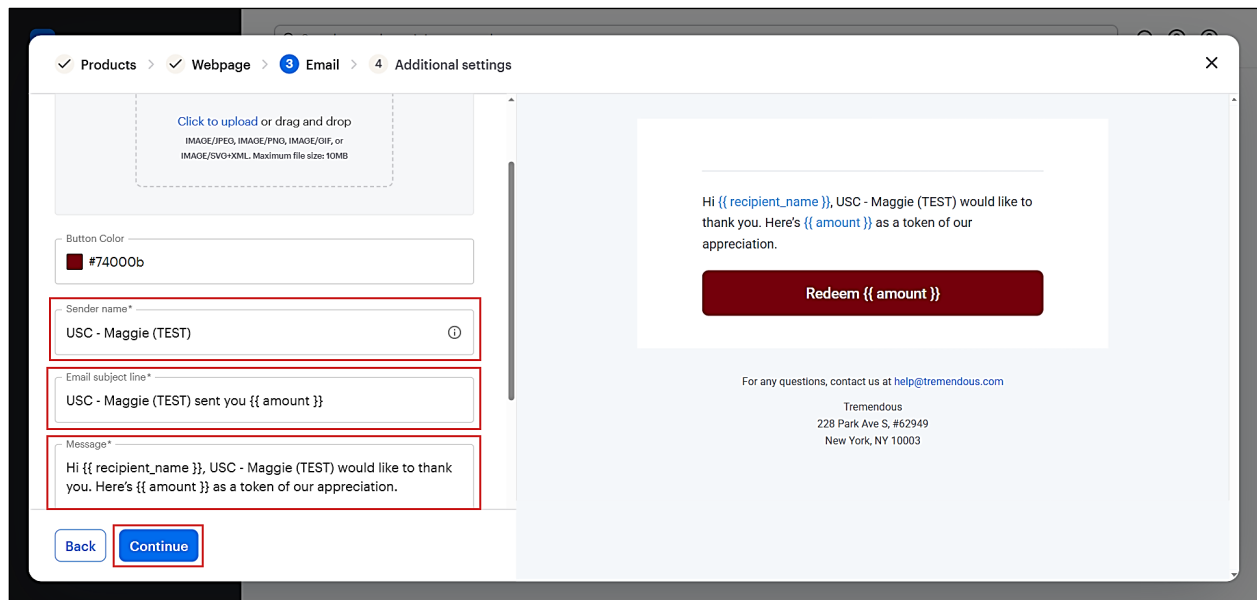 Products > Webpage > 3 Email > 4 Additional settings
Click to upload or drag and drop
IMAGE/JPEG, IMAGE/PNG, IMAGE/GIF, or
IMAGE/SVG+XML. Maximum file size: 10MB
Button Color
#74000b
Sender name*
USC - Maggie (TEST)
Email subject line*
USC - Maggie (TEST) sent you {{ amount }}
Message*
Hi {{ recipient_name }}, USC - Maggie (TEST) would like to thank
you. Here's {{ amount }} as a token of our appreciation.
Back
Continue
Hi {{ recipient_name }}, USC - Maggie (TEST) would like to
thank you. Here's {{ amount }} as a token of our
appreciation.
Redeem {{ amount }}
For any questions, contact us at help@tremendous.com
Tremendous
228 Park Ave S, #62949
New York, NY 10003